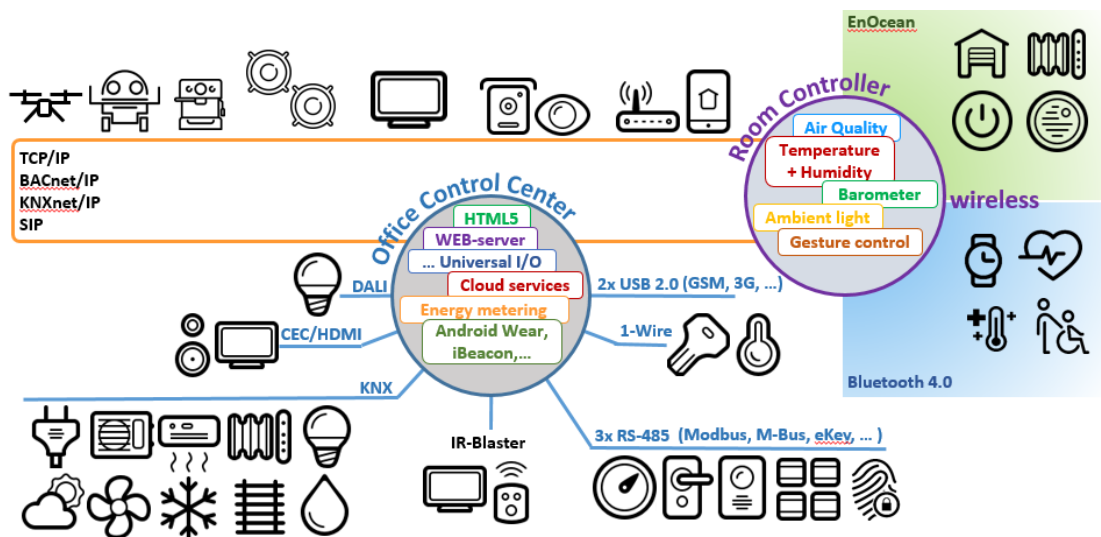 EnOcean
Room Controller
Air Quality
Temperature
+ Humidity
Barometer
Ambient light
Gesture control
wireless
TCP/IP
BACnet/IP
KNXnet/IP
SIP
Office Control Center
HTML5
WEB-server
... Universal I/O
Cloud services
Energy metering
Android Wear,
iBeacon,...
DALI
2x USB 2.0 (GSM, 3G, ...)
CEC/HDMI
1-Wire
KNX
Bluetooth 4.0
IR-Blaster
3x RS-485 (Modbus, M-Bus, eKey, ... )